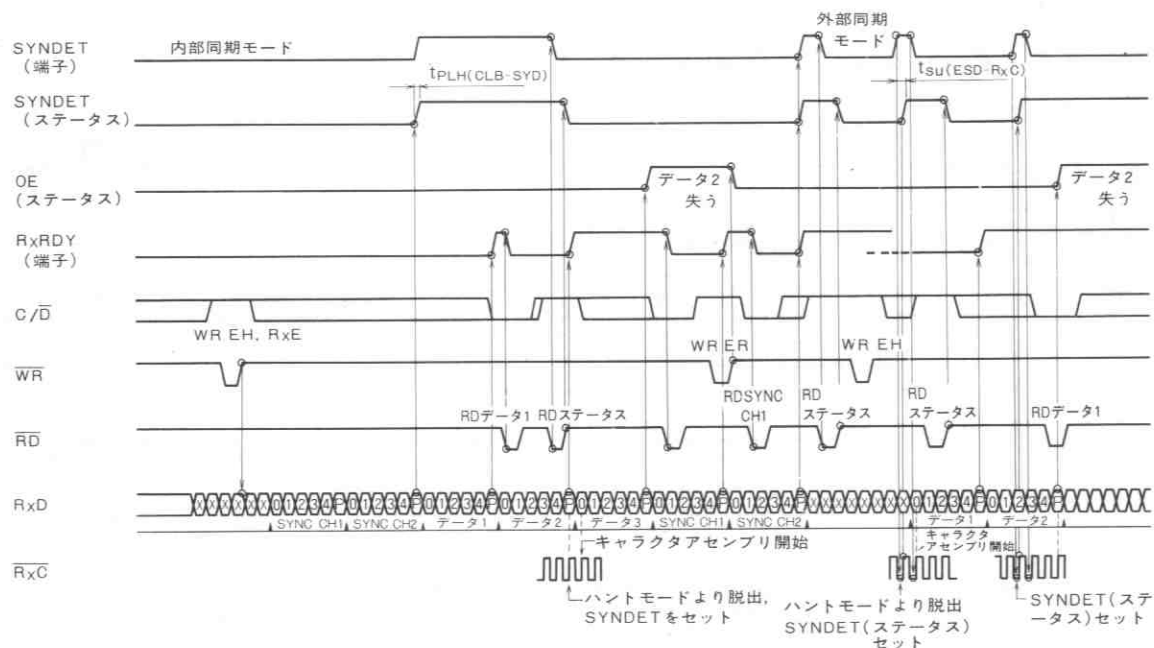 SYNDET
(端子)
内部同期モード
外部同期
モード
tPLH(CLB-SYD)
tsu(ESD-RxC)
SYNDET
(ステータス)
OE
(ステータス)
データ2
失う
データ2
失う
RxRDY
(端子)
C/D
WR EH, RxE
WR ER
WR EH
WR
RDデータ1
RDステータス
RDSYNC
CH1
RD
ステータス
RD
ステータス
RDデータ1
RD
RxD
XXXXXXX01234P01234P01234P01234P01234P01234P01234P
01234P01234P
SYNC CH1
SYNC CH2
データ1
データ2
データ3
SYNC CH1
SYNC CH2
データ1
データ2
キャラクタアセンブリ開始
キャラクタ
アセンブリ開始
RxC
ハントモードより脱出,
SYNDETをセット
ハントモードより脱出
SYNDET(ステータス)
セット
SYNDET(ステ
ータス)セット